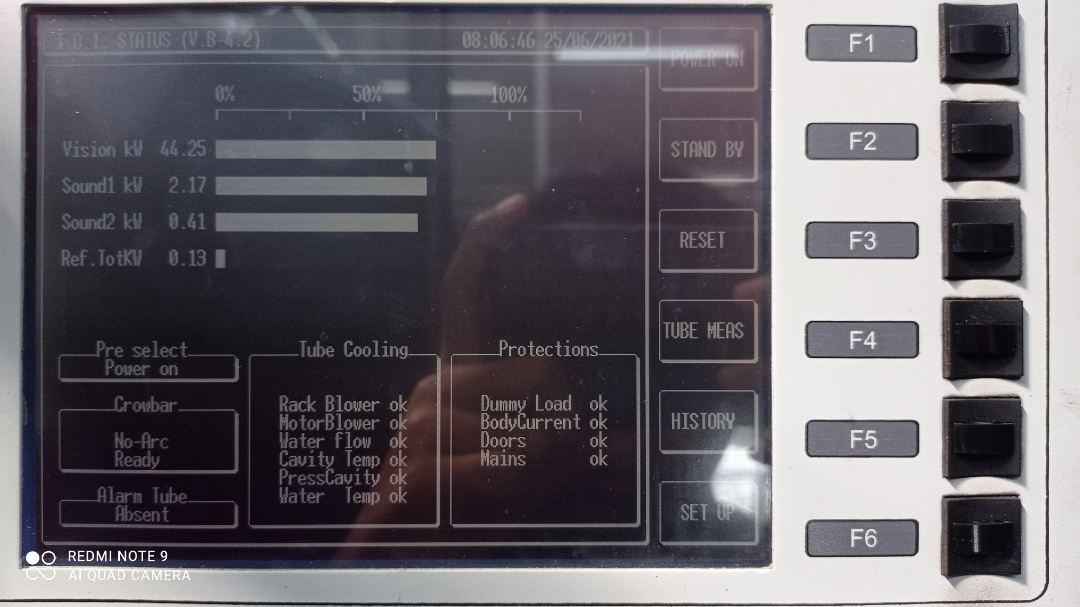 I.O.T. STATUS (V.B-4.2) 08:06:46 25/06/2021
0% 50% 100%
Vision kW 44.25
Sound1 kW 2.17
Sound2 kW 0.41
Ref.TotKW 0.13
Pre select
Power on
Crowbar
No-Arc
Ready
Alarm Tube
Absent
Tube Cooling
Rack Blower ok
MotorBlower ok
Water flow ok
Cavity Temp ok
PressCavity ok
Water Temp ok
Protections
Dummy Load ok
BodyCurrent ok
Doors ok
Mains ok
POWER ON
STAND BY
RESET
TUBE MEAS
HISTORY
SET UP
F1
F2
F3
F4
F5
F6
REDMI NOTE 9
AI QUAD CAMERA